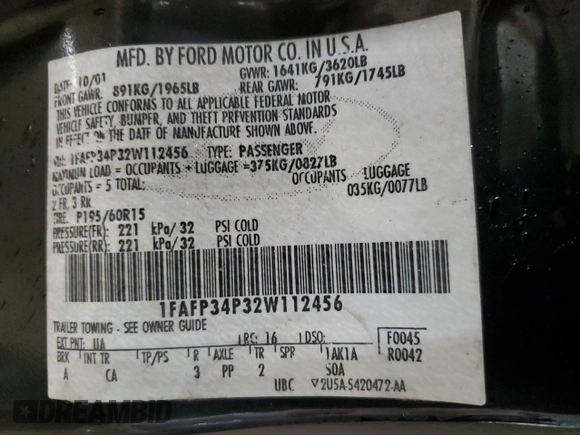 MFD. BY FORD MOTOR CO. IN U.S.A.
DATE: 10/01 GVWR: 1641KG/3620LB
FRONT GAWR: 891KG/1965LB REAR GAWR: 791KG/1745LB
THIS VEHICLE CONFORMS TO ALL APPLICABLE FEDERAL MOTOR
VEHICLE SAFETY, BUMPER, AND THEFT PREVENTION STANDARDS
IN EFFECT ON THE DATE OF MANUFACTURE SHOWN ABOVE.
VIN: 1FAFP34P32W112456 TYPE: PASSENGER
MAXIMUM LOAD = OCCUPANTS + LUGGAGE =375KG/0827LB
OCCUPANTS = 5 TOTAL: LUGGAGE
2 FR, 3 RR 035KG/0077LB
TIRE: P195/60R15
PRESSURE(FR): 221 kPa/32 PSI COLD
PRESSURE(RR): 221 kPa/32 PSI COLD
1FAFP34P32W112456
TRAILER TOWING - SEE OWNER GUIDE
EXT PNT: UA RC: 16 DSO: F0045
BRK INT TR TP/PS R AXLE TR SPR 1AK1A R0042
A CA 3 PP 2 SOA
UBC ▽2U5A-5420472-AA
DREAMBID